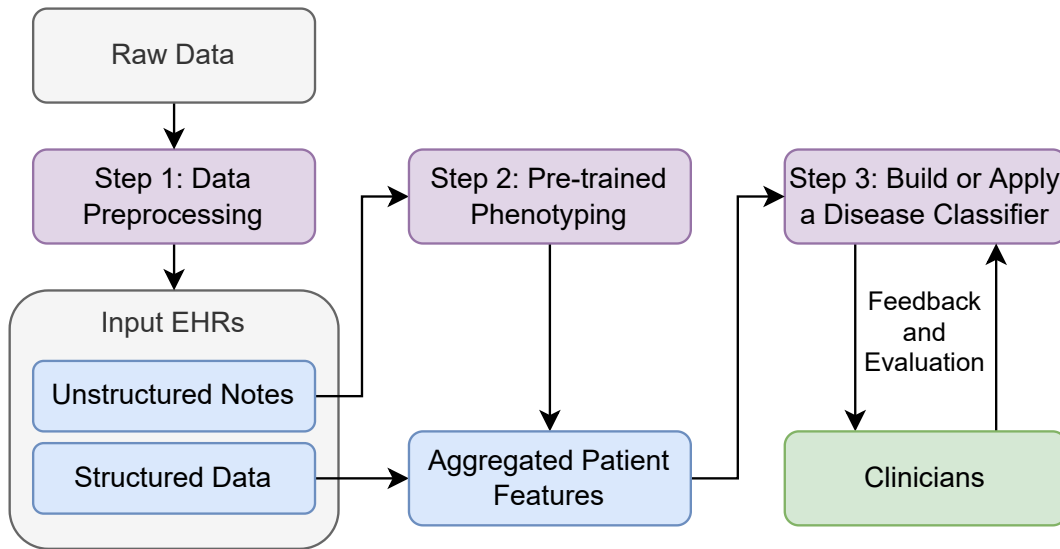 Raw Data
Step 1: Data
Preprocessing
Input EHRs
Unstructured Notes
Structured Data
Step 2: Pre-trained
Phenotyping
Aggregated Patient
Features
Step 3: Build or Apply
a Disease Classifier
Feedback
and
Evaluation
Clinicians